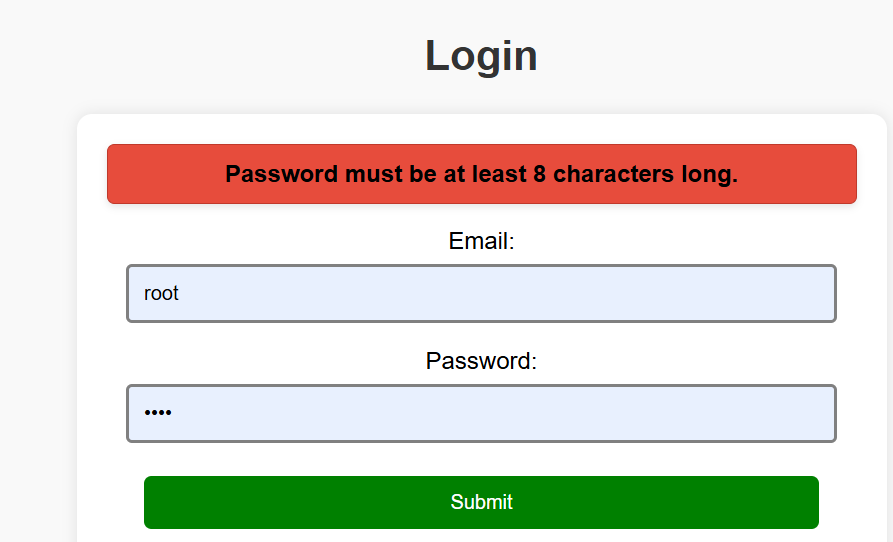 Login
Password must be at least 8 characters long.
Email:
root
Password:
••••
Submit